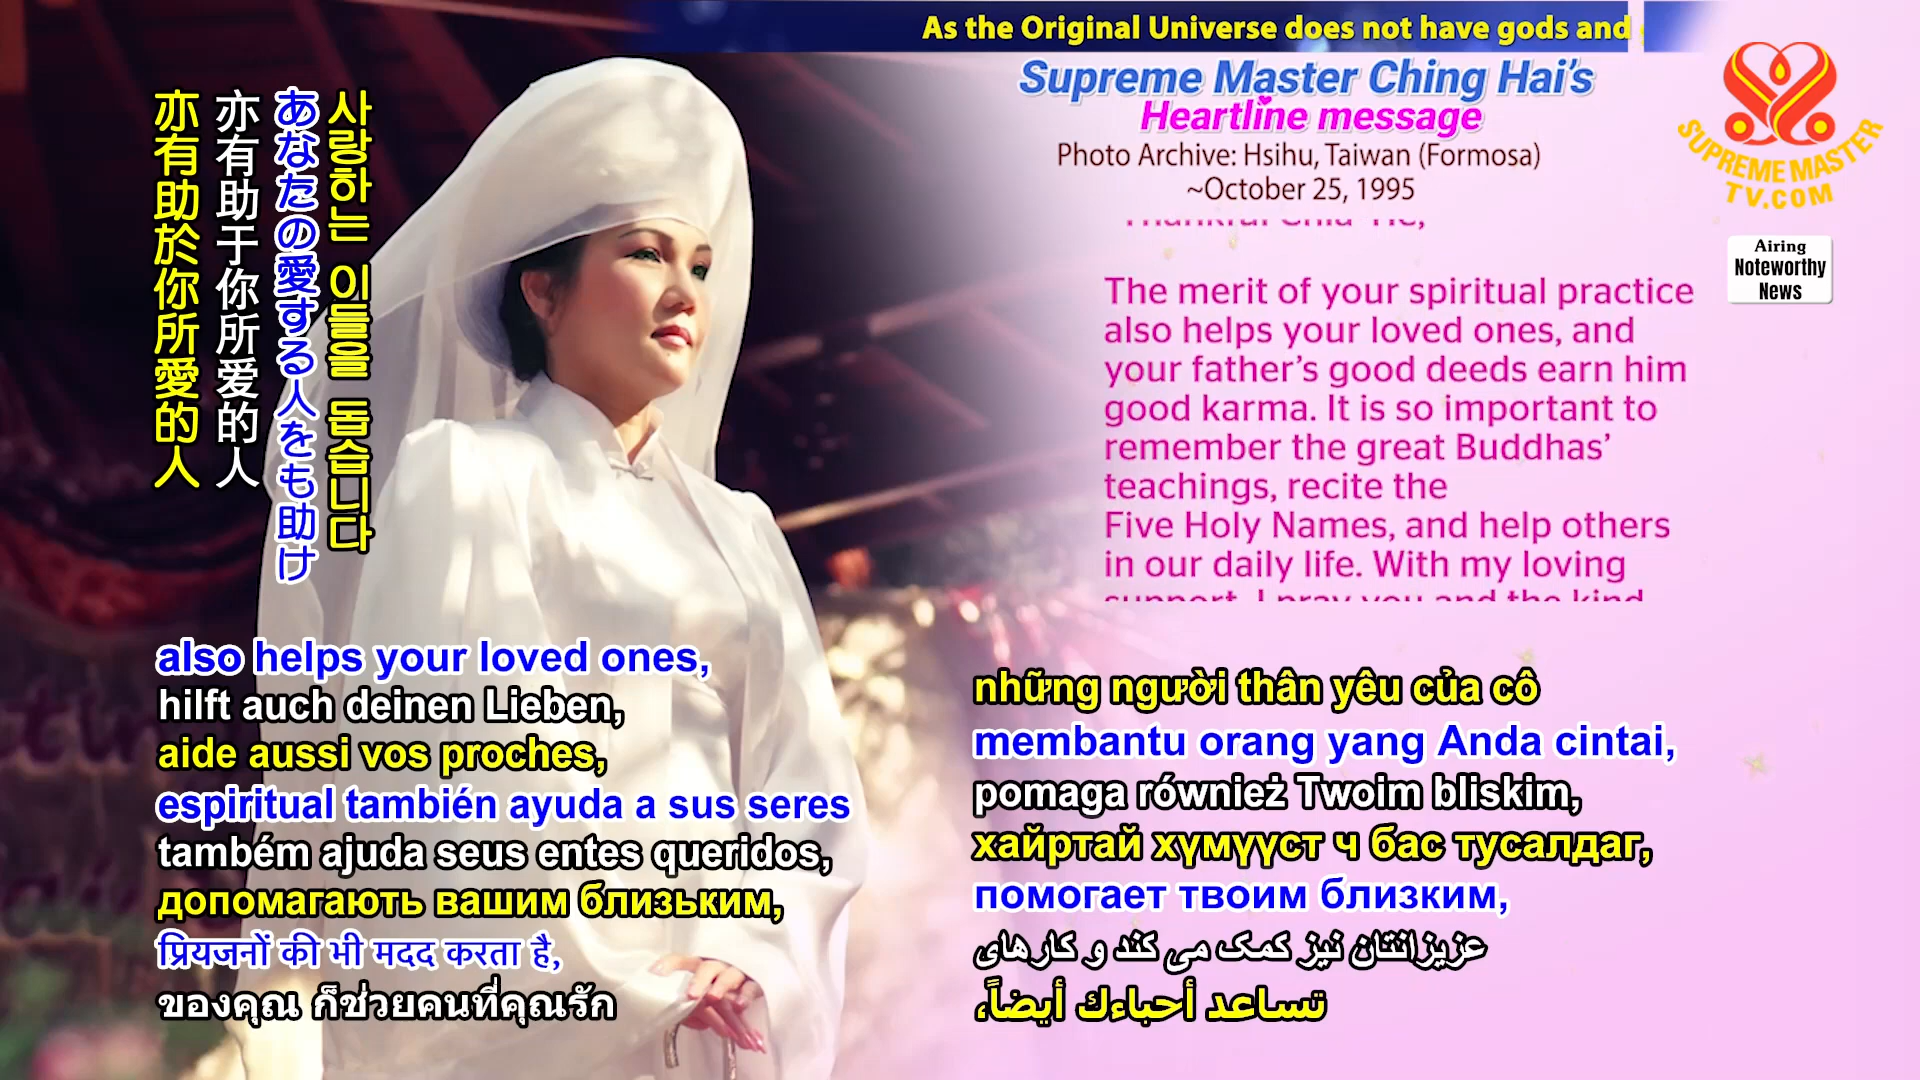 As the Original Universe does not have gods and
Supreme Master Ching Hai's
Heartline message
Photo Archive: Hsihu, Taiwan (Formosa)
~October 25, 1995
SUPREME MASTER
TV.COM
Airing
Noteworthy
News
The merit of your spiritual practice
also helps your loved ones, and
your father's good deeds earn him
good karma. It is so important to
remember the great Buddhas'
teachings, recite the
Five Holy Names, and help others
in our daily life. With my loving
support, I pray you and the kind
사랑하는 이들을 돕습니다
あなたの愛する人をも助け
亦有助于你所爱的人
亦有助於你所愛的人
also helps your loved ones,
hilft auch deinen Lieben,
aide aussi vos proches,
espiritual también ayuda a sus seres
também ajuda seus entes queridos,
допомагають вашим близьким,
प्रियजनों की भी मदद करता है,
ของคุณ ก็ช่วยคนที่คุณรัก
những người thân yêu của cô
membantu orang yang Anda cintai,
pomaga również Twoim bliskim,
хайртай хүмүүст ч бас тусалдаг,
помогает твоим близким,
عزیزانتان نیز کمک می کند و کارهای
تساعد أحباءك أيضاً،